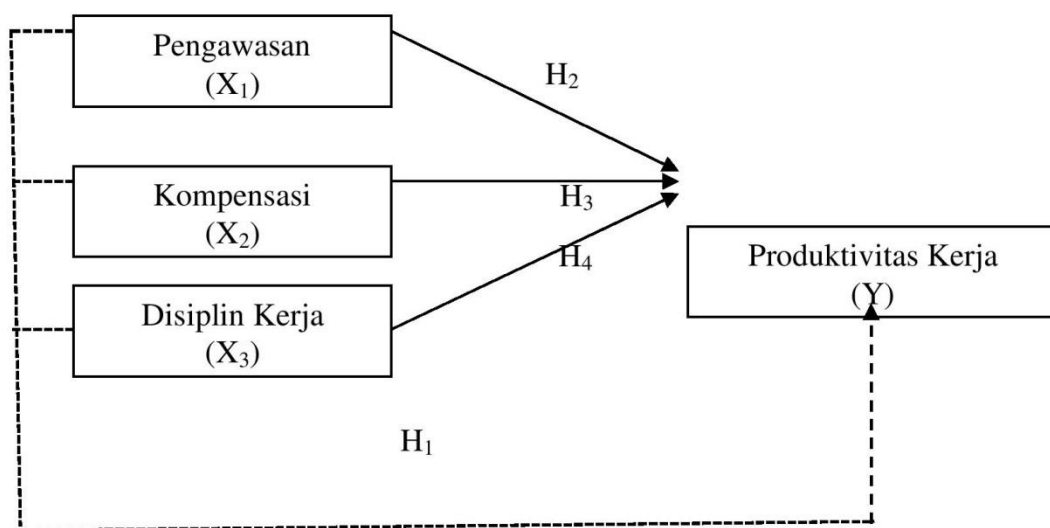 Pengawasan
(X₁)
H₂
Kompensasi
(X₂)
H₃
H₄
Produktivitas Kerja
(Y)
Disiplin Kerja
(X₃)
H₁